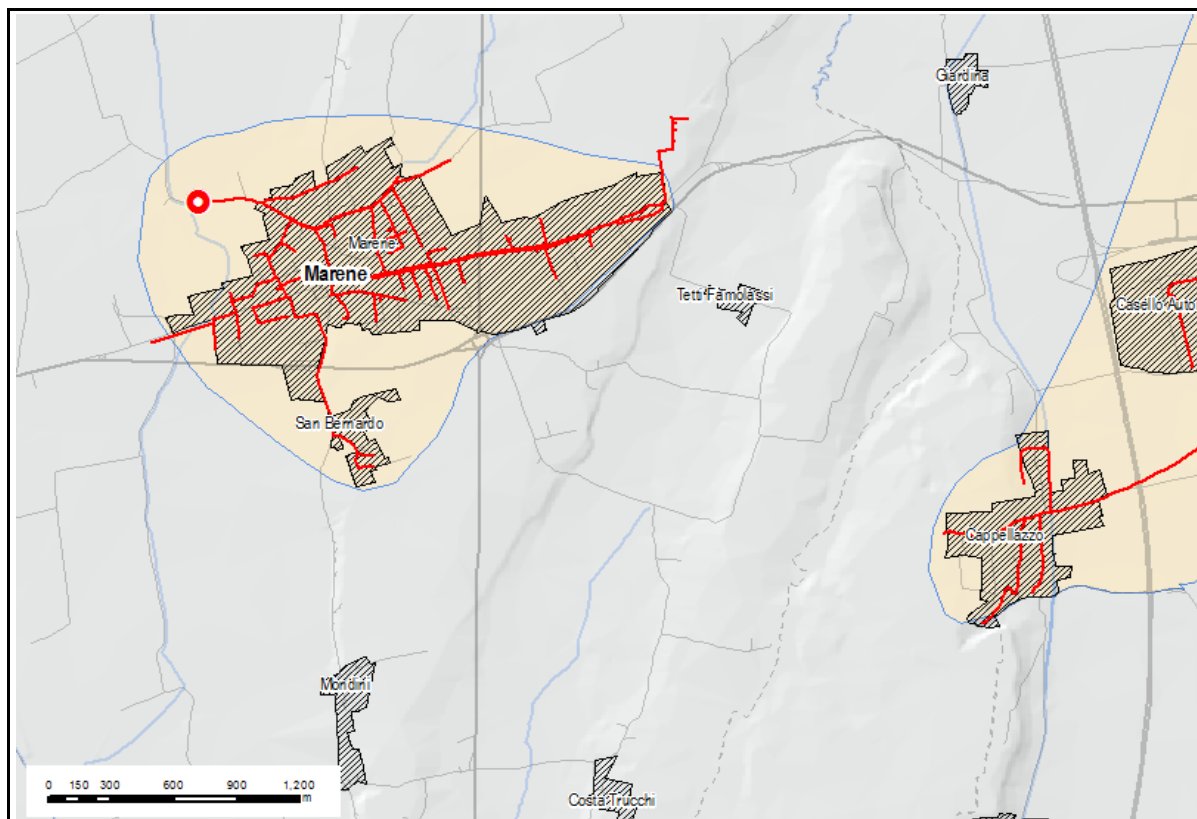 Giardina
Marene
Marene
Tetti Famolassi
Casello Auto
San Bernardo
Cappellazzo
Mondini
0 150 300 600 900 1,200
m
Costa Trucchi